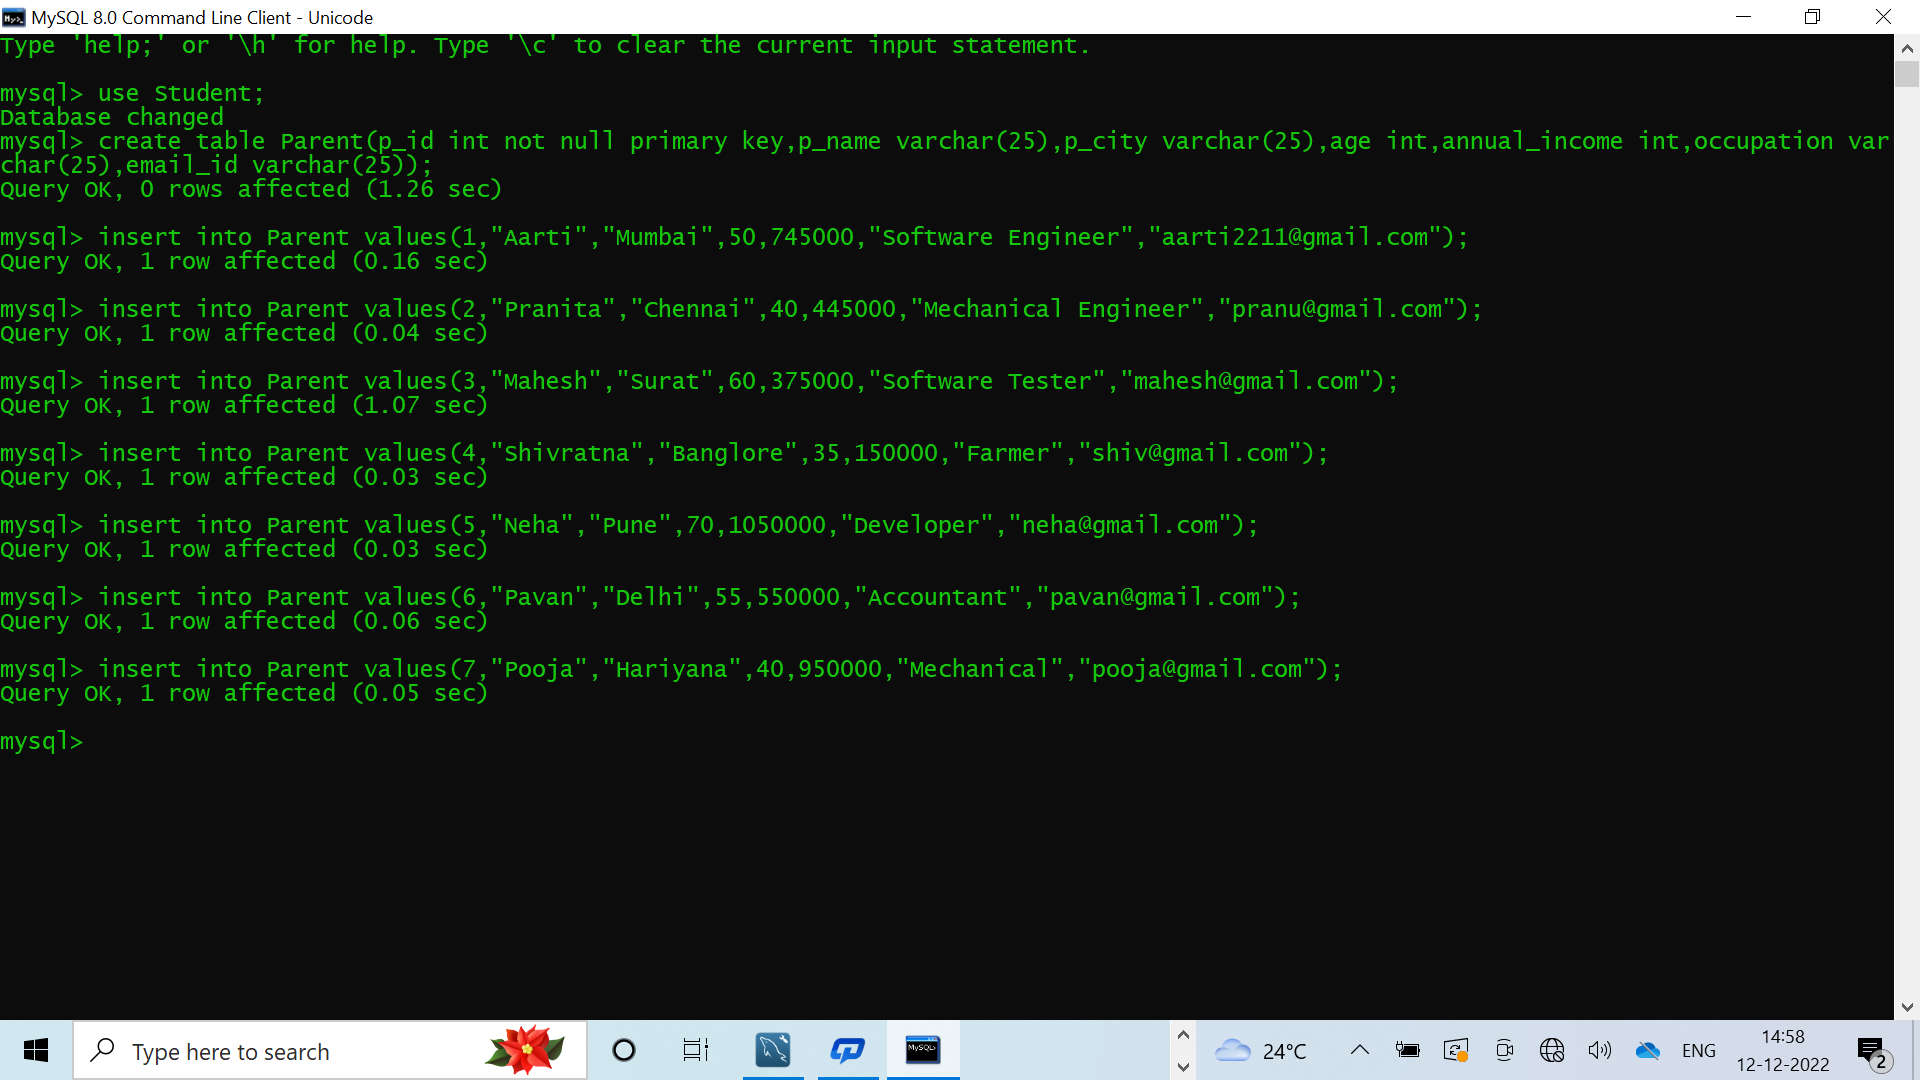 MySQL 8.0 Command Line Client - Unicode
Type 'help;' or '\h' for help. Type '\c' to clear the current input statement.
mysql> use Student;
Database changed
mysql> create table Parent(p_id int not null primary key,p_name varchar(25),p_city varchar(25),age int,annual_income int,occupation var
char(25),email_id varchar(25));
Query OK, 0 rows affected (1.26 sec)
mysql> insert into Parent values(1,"Aarti","Mumbai",50,745000,"Software Engineer","aarti2211@gmail.com");
Query OK, 1 row affected (0.16 sec)
mysql> insert into Parent values(2,"Pranita","Chennai",40,445000,"Mechanical Engineer","pranu@gmail.com");
Query OK, 1 row affected (0.04 sec)
mysql> insert into Parent values(3,"Mahesh","Surat",60,375000,"Software Tester","mahesh@gmail.com");
Query OK, 1 row affected (1.07 sec)
mysql> insert into Parent values(4,"Shivratna","Banglore",35,150000,"Farmer","shiv@gmail.com");
Query OK, 1 row affected (0.03 sec)
mysql> insert into Parent values(5,"Neha","Pune",70,1050000,"Developer","neha@gmail.com");
Query OK, 1 row affected (0.03 sec)
mysql> insert into Parent values(6,"Pavan","Delhi",55,550000,"Accountant","pavan@gmail.com");
Query OK, 1 row affected (0.06 sec)
mysql> insert into Parent values(7,"Pooja","Hariyana",40,950000,"Mechanical","pooja@gmail.com");
Query OK, 1 row affected (0.05 sec)
mysql>
Type here to search
MySQL>
24°C
ENG
14:58
12-12-2022
2